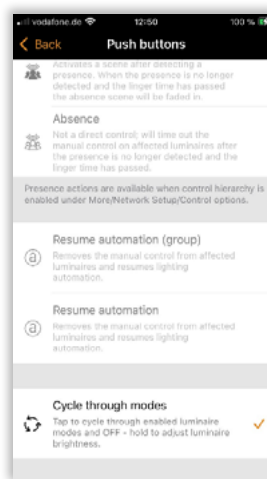 vodafone.de 12:50 100 %
Back Push buttons
Activates a scene after detecting a
presence. When the presence is no longer
detected and the linger time has passed
the absence scene will be faded in.
Absence
Not a direct control; will time out the
manual control on affected luminaires after
the presence is no longer detected and the
linger time has passed.
Presence actions are available when control hierarchy is
enabled under More/Network Setup/Control options.
Resume automation (group)
Removes the manual control from affected
luminaires and resumes lighting
automation.
Resume automation
Removes the manual control from affected
luminaires and resumes lighting
automation.
Cycle through modes
Tap to cycle through enabled luminaire
modes and OFF - hold to adjust luminaire
brightness.